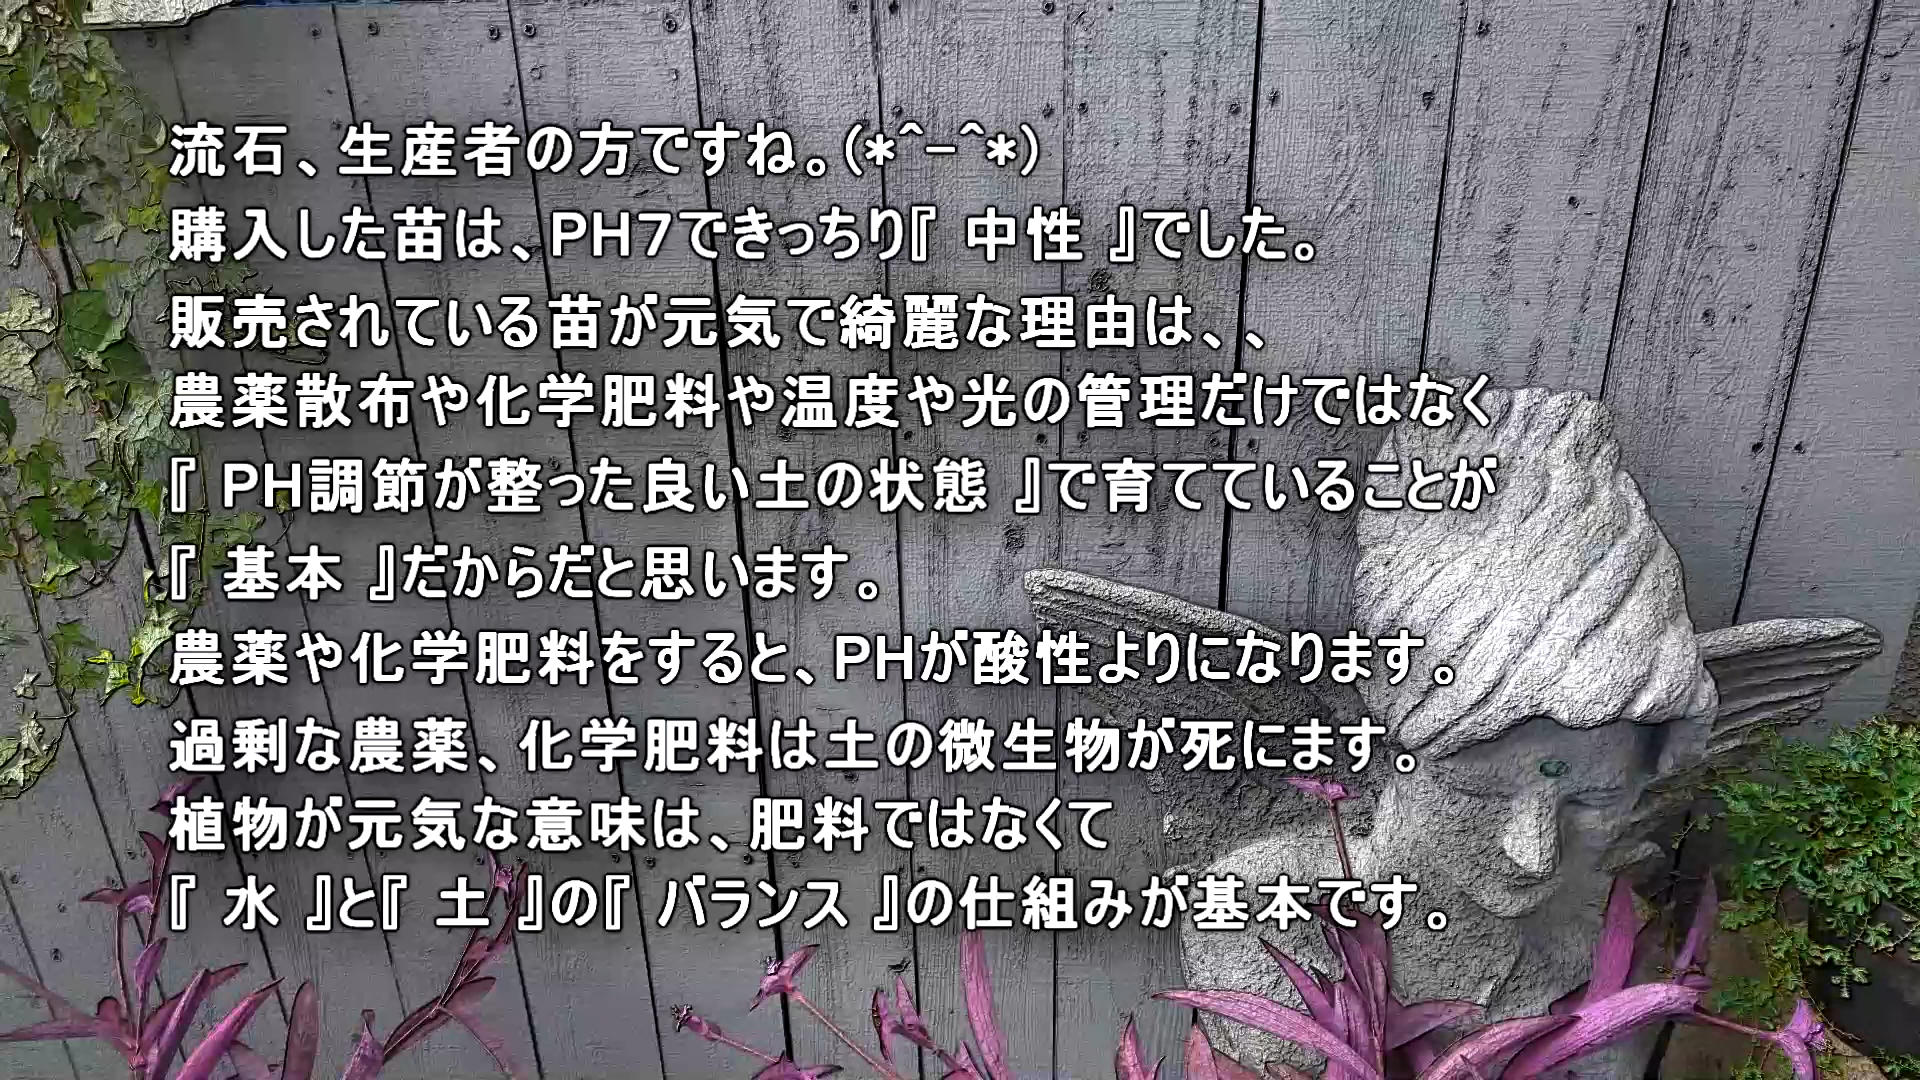 流石、生産者の方ですね。(*^-^*)
購入した苗は、PH7できっちり『 中性 』でした。
販売されている苗が元気で綺麗な理由は、、
農薬散布や化学肥料や温度や光の管理だけではなく
『 PH調節が整った良い土の状態 』で育てていることが
『 基本 』だからだと思います。
農薬や化学肥料をすると、PHが酸性よりになります。
過剰な農薬、化学肥料は土の微生物が死にます。
植物が元気な意味は、肥料ではなくて
『 水 』と『 土 』の『 バランス 』の仕組みが基本です。